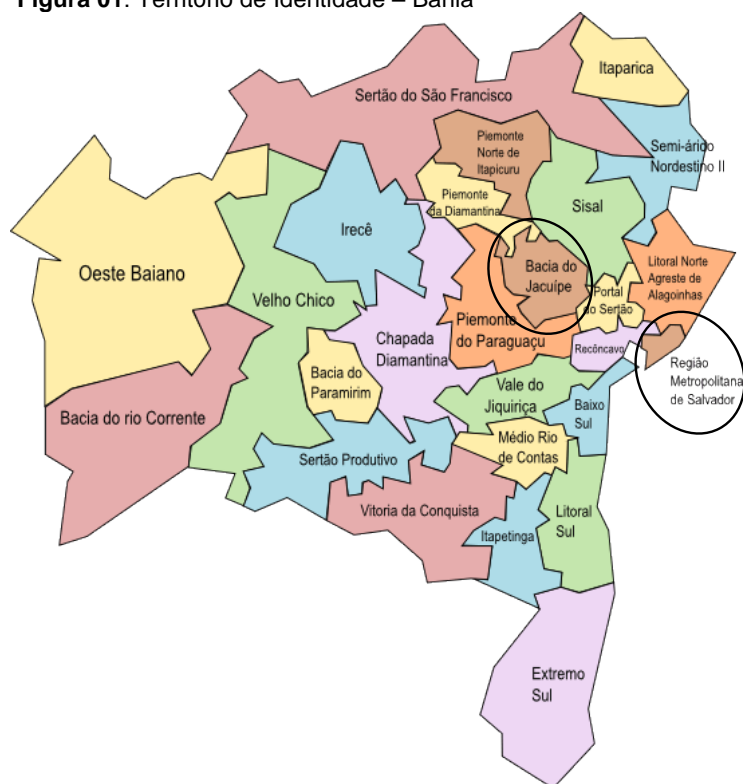 Figura 01: Território de Identidade – Bahia
Itaparica
Sertão do São Francisco
Piemonte
Norte de
Itapicuru
Semi-árido
Nordestino II
Piemonte
da Diamantina
Sisal
Irecê
Oeste Baiano
Velho Chico
Bacia do
Jacuípe
Litoral Norte
Agreste de
Alagoinhas
Portal
do Sertão
Chapada
Diamantina
Piemonte
do Paraguaçu
Recôncavo
Região
Metropolitana
de Salvador
Bacia do
Paramirim
Vale do
Jiquiriça
Baixo
Sul
Bacia do rio Corrente
Médio Rio
de Contas
Sertão Produtivo
Vitoria da Conquista
Itapetinga
Litoral
Sul
Extremo
Sul